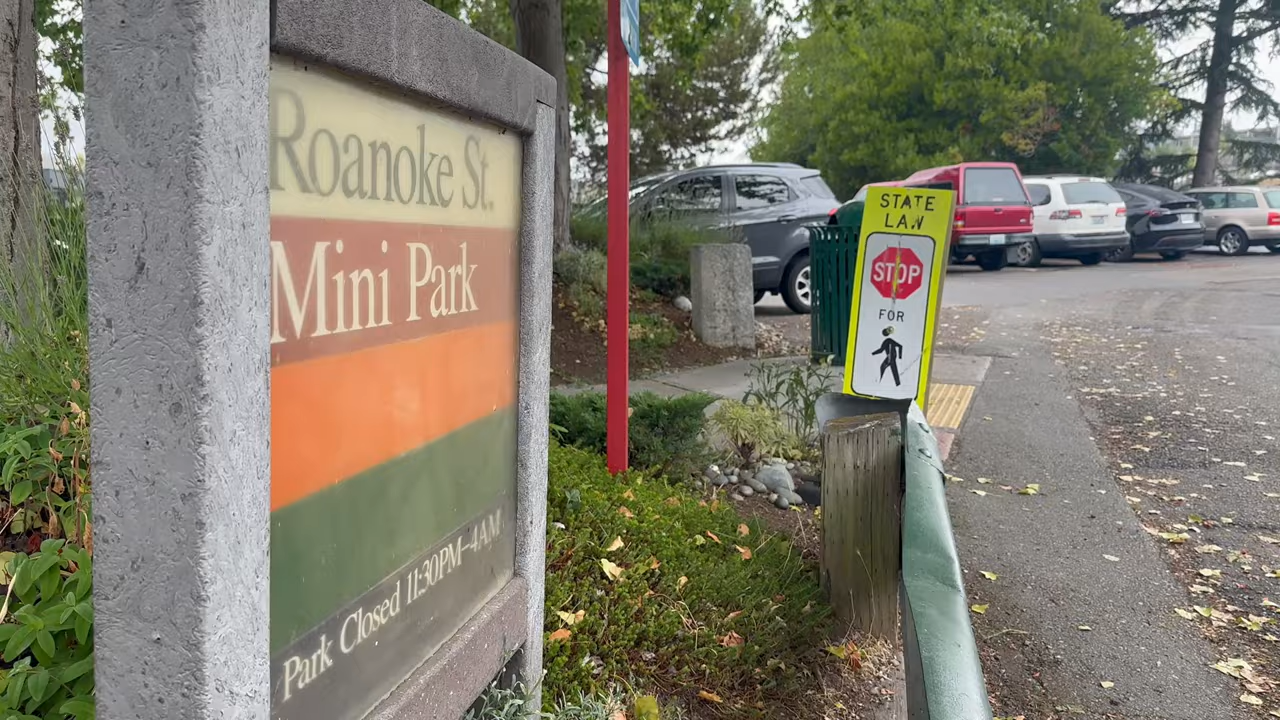 Roanoke St.
Mini Park
Park Closed 11:30PM–4AM
STATE
LAW
STOP
FOR